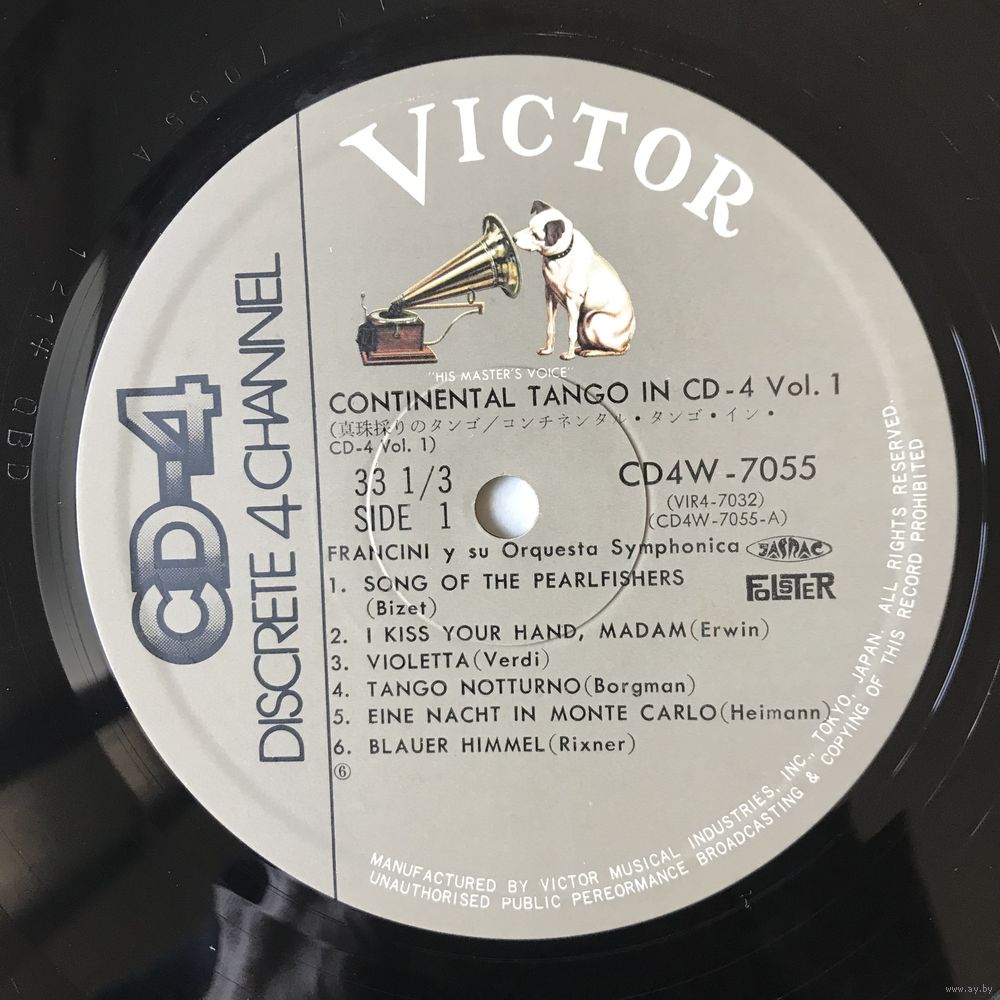 VICTOR
"HIS MASTER'S VOICE"
CONTINENTAL TANGO IN CD-4 Vol. 1
(真珠採りのタンゴ/コンチネンタル・タンゴ・イン・
CD-4 Vol. 1)
33 1/3
SIDE 1
CD4W-7055
(VIR4-7032)
(CD4W-7055-A)
FRANCINI y su Orquesta Symphonica
JASRAC
FOLSTER
1. SONG OF THE PEARLFISHERS
(Bizet)
2. I KISS YOUR HAND, MADAM(Erwin)
3. VIOLETTA(Verdi)
4. TANGO NOTTURNO(Borgman)
5. EINE NACHT IN MONTE CARLO(Heimann)
6. BLAUER HIMMEL(Rixner)
⑥
CD-4
DISCRETE 4 CHANNEL
MANUFACTURED BY VICTOR MUSICAL INDUSTRIES, INC., TOKYO, JAPAN. ALL RIGHTS RESERVED.
UNAUTHORISED PUBLIC PEREORMANCE BROADCASTING & COPYING OF THIS RECORD PROHIBITED
www.ay.by